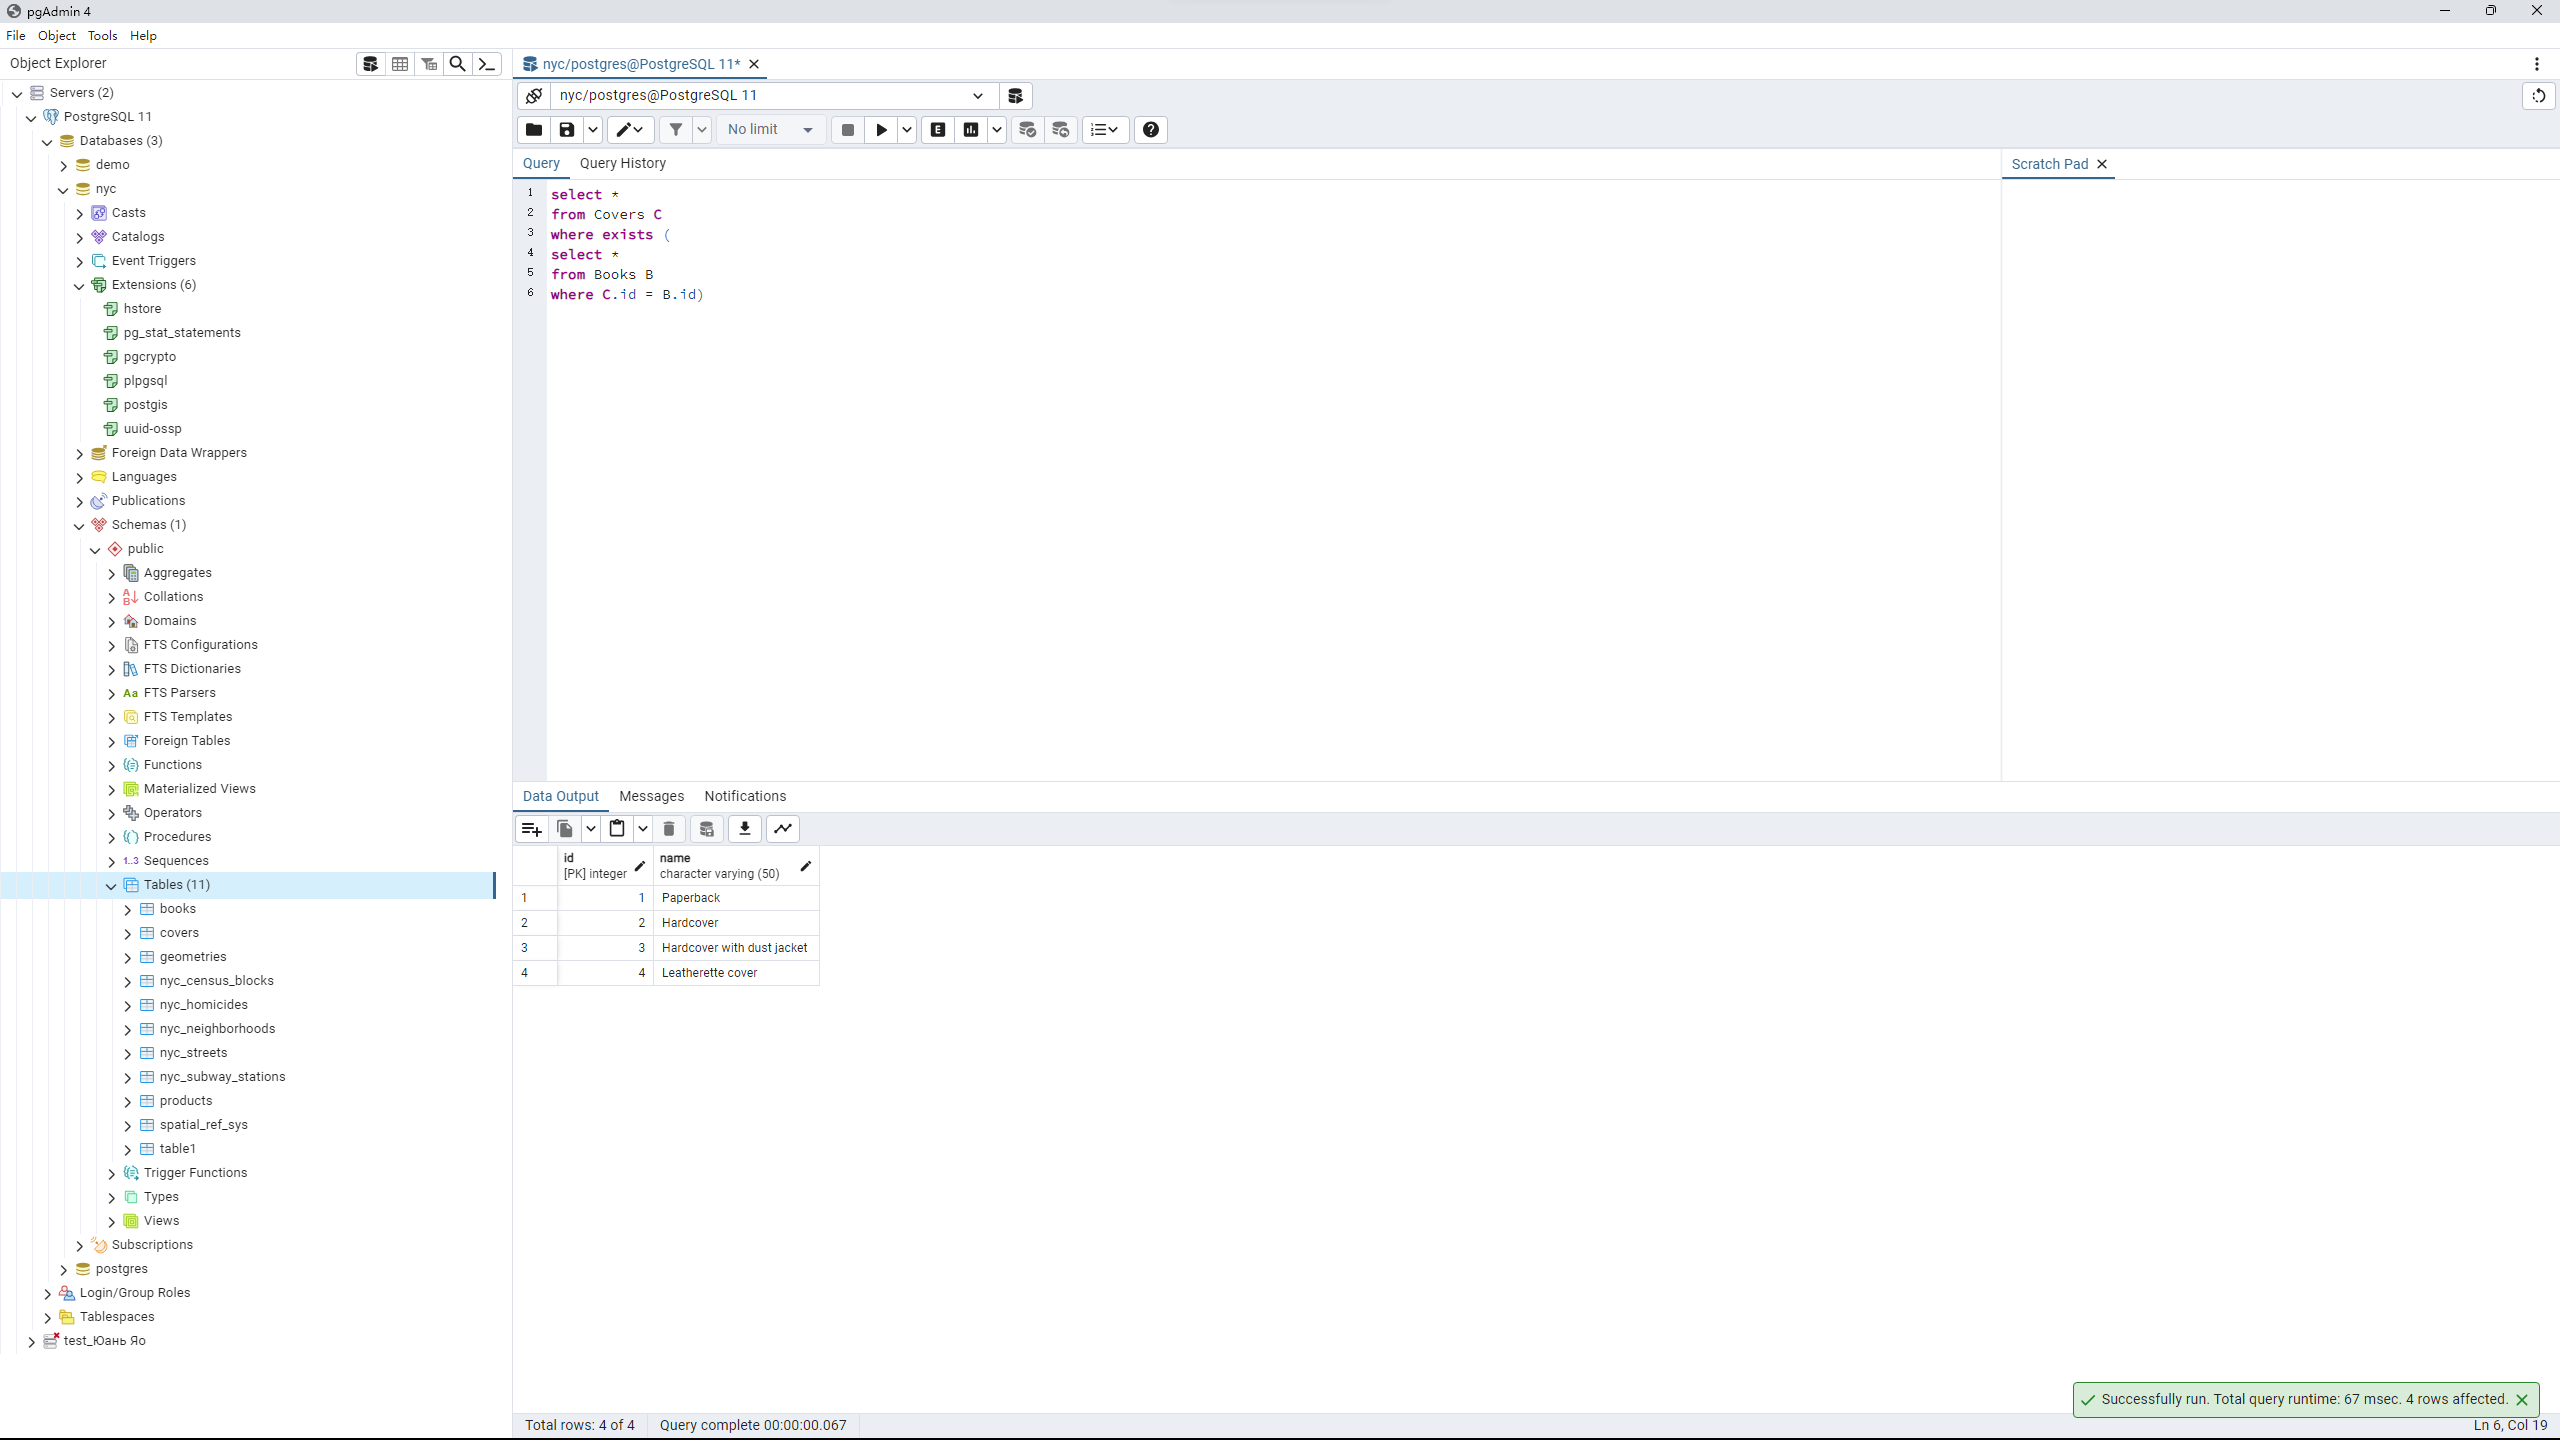 pgAdmin 4
File Object Tools Help
Object Explorer
Servers (2)
PostgreSQL 11
Databases (3)
demo
nyc
Casts
Catalogs
Event Triggers
Extensions (6)
hstore
pg_stat_statements
pgcrypto
plpgsql
postgis
uuid-ossp
Foreign Data Wrappers
Languages
Publications
Schemas (1)
public
Aggregates
Collations
Domains
FTS Configurations
FTS Dictionaries
Aa FTS Parsers
FTS Templates
Foreign Tables
Functions
Materialized Views
Operators
Procedures
1..3 Sequences
Tables (11)
books
covers
geometries
nyc_census_blocks
nyc_homicides
nyc_neighborhoods
nyc_streets
nyc_subway_stations
products
spatial_ref_sys
table1
Trigger Functions
Types
Views
Subscriptions
postgres
Login/Group Roles
Tablespaces
test_Юань Яо
nyc/postgres@PostgreSQL 11*
nyc/postgres@PostgreSQL 11
No limit
E
Query Query History
Scratch Pad
1 select *
2 from Covers C
3 where exists (
4 select *
5 from Books B
6 where C.id = B.id)
Data Output Messages Notifications
id name
[PK] integer character varying (50)
1 1 Paperback
2 2 Hardcover
3 3 Hardcover with dust jacket
4 4 Leatherette cover
Successfully run. Total query runtime: 67 msec. 4 rows affected.
Total rows: 4 of 4 Query complete 00:00:00.067 Ln 6, Col 19